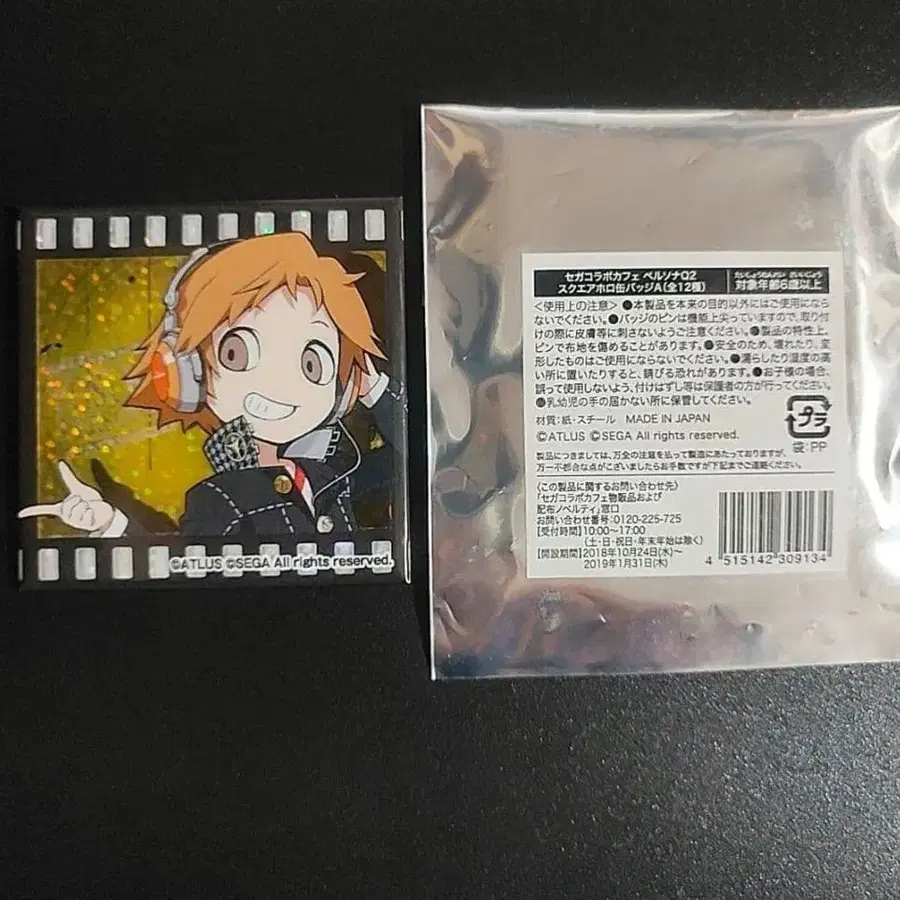 ©ATLUS ©SEGA All rights reserved.
セガコラボカフェ ペルソナQ2
スクエアホロ缶バッジA(全12種)
たいしょうねんれい さいいじょう
対象年齢6歳以上
<使用上の注意> ●本製品を本来の目的以外にはご使用になら
ないでください。●バッジのピンは機能上尖っていますので、取り付
けの際に皮膚等に刺さないようご注意ください。●製品の特性上、
ピンで布地を傷めることがあります。●安全のため、壊れたり、変
形したものはご使用にならないでください。●濡らしたり湿度の高
い所に置いたりすると、錆びる恐れがあります。●お子様の場合、
誤って使用しないよう、付けはずし等は保護者の方が行ってください。
●乳幼児の手の届かない所に保管してください。
材質:紙・スチール MADE IN JAPAN
©ATLUS ©SEGA All rights reserved.
プラ
袋:PP
製品につきましては、万全の注意を払って製造にあたっておりますが、
万一不都合な点がございましたらお手数ですが下記までご連絡ください。
<この製品に関するお問い合わせ先>
「セガコラボカフェ物販品および
配布ノベルティ」窓口
お問い合わせ番号:0120-225-725
【受付時間】10:00~17:00
(土・日・祝日・年末年始は除く)
【開設期間】2018年10月24日(水)~
2019年1月31日(木)
4 515142 309134